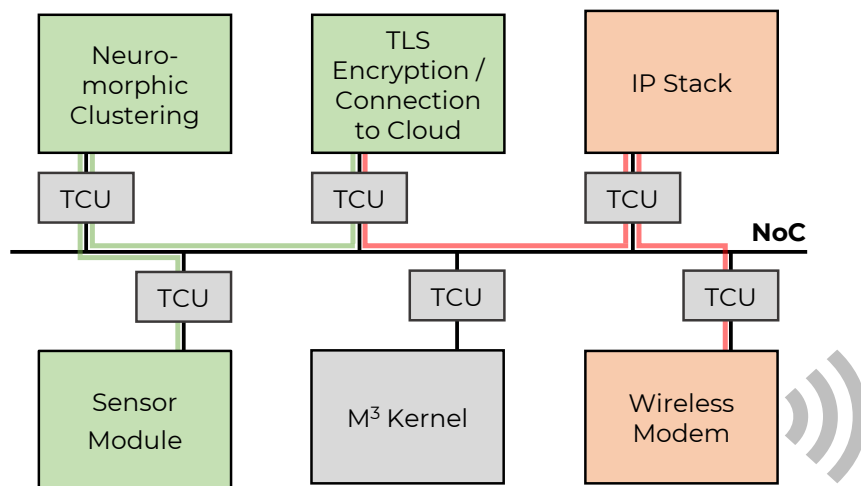 Neuro-
morphic
Clustering
TLS
Encryption /
Connection
to Cloud
IP Stack
TCU
TCU
TCU
NoC
TCU
TCU
TCU
Sensor
Module
M³ Kernel
Wireless
Modem